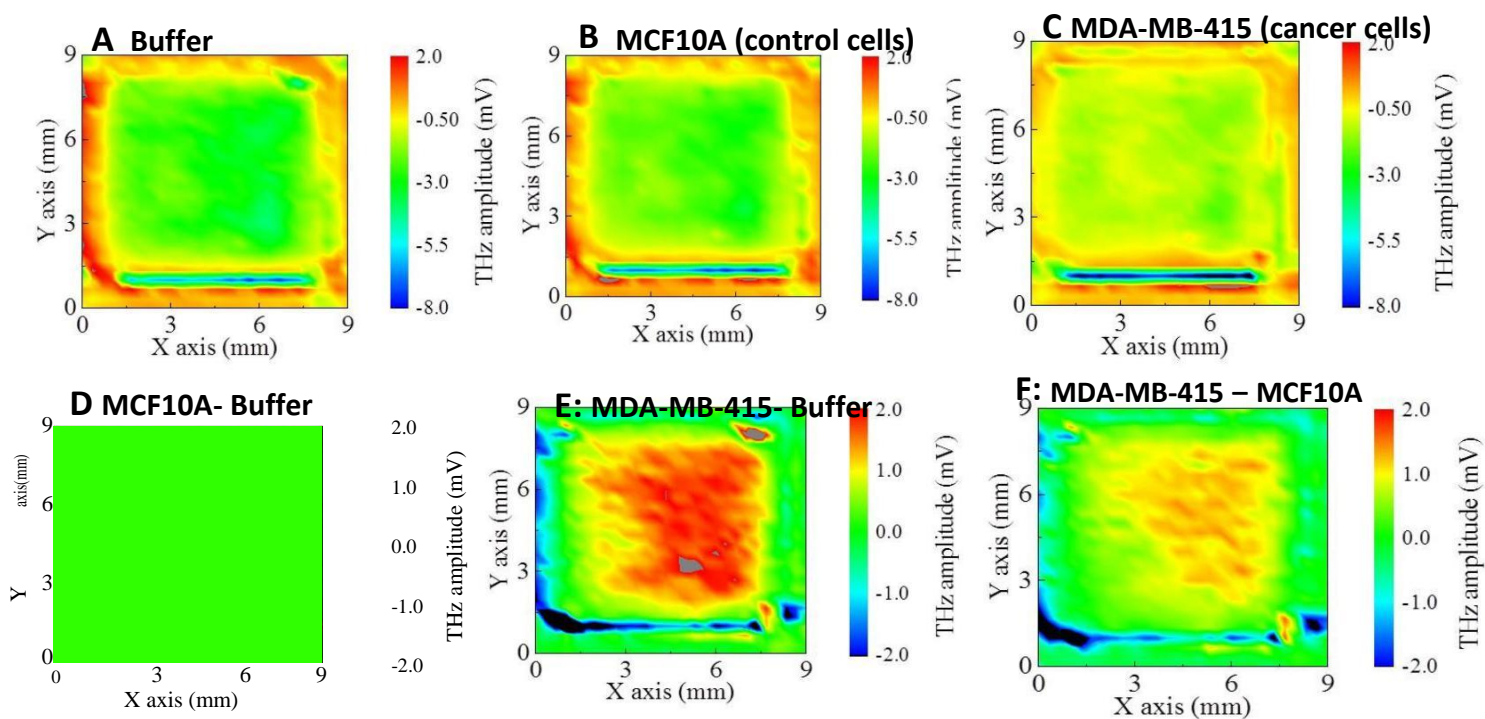 A Buffer
9
6
3
0
0 3 6 9
Y axis (mm)
X axis (mm)
2.0
-0.50
-3.0
-5.5
-8.0
THz amplitude (mV)
B MCF10A (control cells)
9
6
3
0
0 3 6 9
Y axis (mm)
X axis (mm)
2.0
-0.50
-3.0
-5.5
-8.0
THz amplitude (mV)
C MDA-MB-415 (cancer cells)
9
6
3
0
0 3 6 9
Y axis (mm)
X axis (mm)
2.0
-0.50
-3.0
-5.5
-8.0
THz amplitude (mV)
D MCF10A- Buffer
9
6
3
0
0 3 6 9
Y axis(mm)
X axis (mm)
2.0
1.0
0.0
-1.0
-2.0
THz amplitude (mV)
E: MDA-MB-415- Buffer
9
6
3
0
0 3 6 9
Y axis (mm)
X axis (mm)
2.0
1.0
0.0
-1.0
-2.0
THz amplitude (mV)
F: MDA-MB-415 – MCF10A
9
6
3
0
0 3 6 9
Y axis (mm)
X axis (mm)
2.0
1.0
0.0
-1.0
-2.0
THz amplitude (mV)